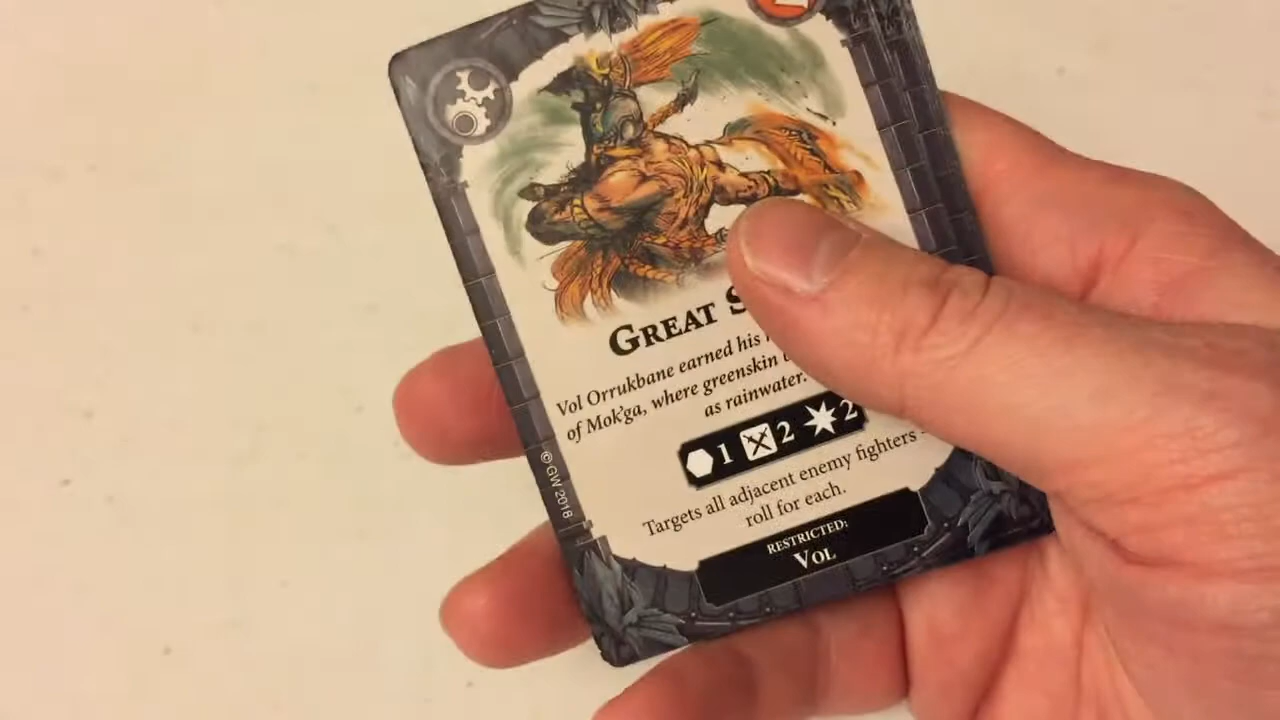 GREAT
Vol Orrukbane earned his
of Mok'ga, where greenskin
as rainwater.
1 2 2
Targets all adjacent enemy fighters -
roll for each.
RESTRICTED:
VOL
© GW 2018